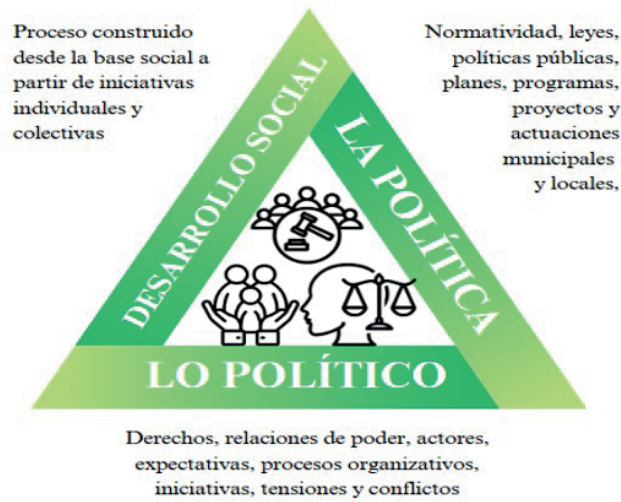 Proceso construido
desde la base social a
partir de iniciativas
individuales y
colectivas
Normatividad, leyes,
políticas públicas,
planes, programas,
proyectos y
actuaciones
municipales
y locales,
DESARROLLO SOCIAL
LA POLÍTICA
LO POLÍTICO
Derechos, relaciones de poder, actores,
expectativas, procesos organizativos,
iniciativas, tensiones y conflictos